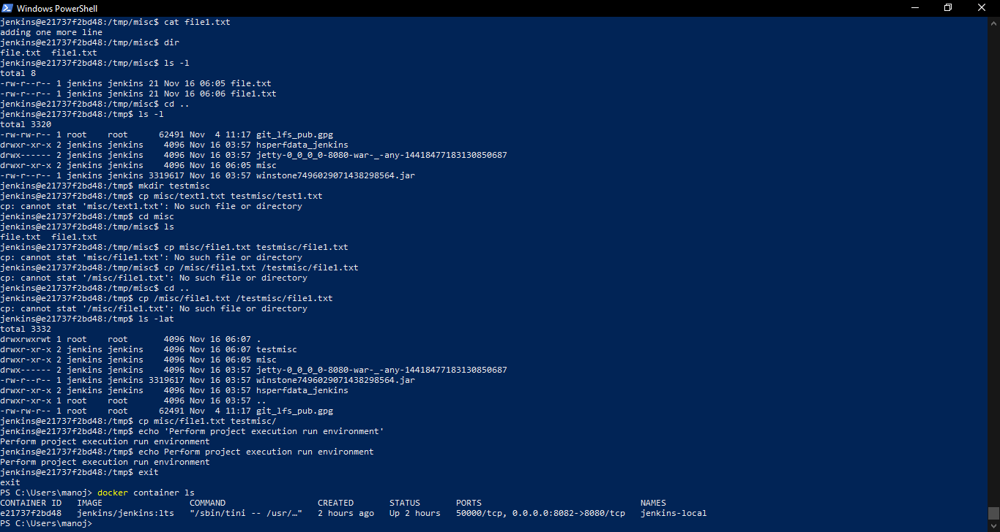 Windows PowerShell
jenkins@e21737f2bd48:/tmp/misc$ cat file1.txt
adding one more line
jenkins@e21737f2bd48:/tmp/misc$ dir
file.txt  file1.txt
jenkins@e21737f2bd48:/tmp/misc$ ls -l
total 8
-rw-r--r-- 1 jenkins jenkins 21 Nov 16 06:05 file.txt
-rw-r--r-- 1 jenkins jenkins 21 Nov 16 06:06 file1.txt
jenkins@e21737f2bd48:/tmp/misc$ cd ..
jenkins@e21737f2bd48:/tmp$ ls -l
total 3320
-rw-rw-r-- 1 root    root      62491 Nov  4 11:17 git_lfs_pub.gpg
drwxr-xr-x 2 jenkins jenkins    4096 Nov 16 03:57 hsperfdata_jenkins
drwx------ 2 jenkins jenkins    4096 Nov 16 03:57 jetty-0_0_0_0-8080-war-_-any-14418477183130850687
drwxr-xr-x 2 jenkins jenkins    4096 Nov 16 06:05 misc
-rw-r--r-- 1 jenkins jenkins 3319617 Nov 16 03:57 winstone7496029071438298564.jar
jenkins@e21737f2bd48:/tmp$ mkdir testmisc
jenkins@e21737f2bd48:/tmp$ cp misc/text1.txt testmisc/test1.txt
cp: cannot stat 'misc/text1.txt': No such file or directory
jenkins@e21737f2bd48:/tmp$ cd misc
jenkins@e21737f2bd48:/tmp/misc$ ls
file.txt  file1.txt
jenkins@e21737f2bd48:/tmp/misc$ cp misc/file1.txt testmisc/file1.txt
cp: cannot stat 'misc/file1.txt': No such file or directory
jenkins@e21737f2bd48:/tmp/misc$ cp /misc/file1.txt /testmisc/file1.txt
cp: cannot stat '/misc/file1.txt': No such file or directory
jenkins@e21737f2bd48:/tmp/misc$ cd ..
jenkins@e21737f2bd48:/tmp$ cp /misc/file1.txt /testmisc/file1.txt
cp: cannot stat '/misc/file1.txt': No such file or directory
jenkins@e21737f2bd48:/tmp$ ls -lat
total 3332
drwxrwxrwt 1 root    root       4096 Nov 16 06:07 .
drwxr-xr-x 2 jenkins jenkins    4096 Nov 16 06:07 testmisc
drwxr-xr-x 2 jenkins jenkins    4096 Nov 16 06:05 misc
drwx------ 2 jenkins jenkins    4096 Nov 16 03:57 jetty-0_0_0_0-8080-war-_-any-14418477183130850687
-rw-r--r-- 1 jenkins jenkins 3319617 Nov 16 03:57 winstone7496029071438298564.jar
drwxr-xr-x 2 jenkins jenkins    4096 Nov 16 03:57 hsperfdata_jenkins
drwxr-xr-x 1 root    root       4096 Nov 16 03:57 ..
-rw-rw-r-- 1 root    root      62491 Nov  4 11:17 git_lfs_pub.gpg
jenkins@e21737f2bd48:/tmp$ cp misc/file1.txt testmisc/
jenkins@e21737f2bd48:/tmp$ echo 'Perform project execution run environment'
Perform project execution run environment
jenkins@e21737f2bd48:/tmp$ echo Perform project execution run environment
Perform project execution run environment
jenkins@e21737f2bd48:/tmp$ exit
exit
PS C:\Users\manoj> docker container ls
CONTAINER ID   IMAGE                 COMMAND                  CREATED       STATUS       PORTS                               NAMES
e21737f2bd48   jenkins/jenkins:lts   "/sbin/tini -- /usr/…"   2 hours ago   Up 2 hours   50000/tcp, 0.0.0.0:8082->8080/tcp   jenkins-local
PS C:\Users\manoj>